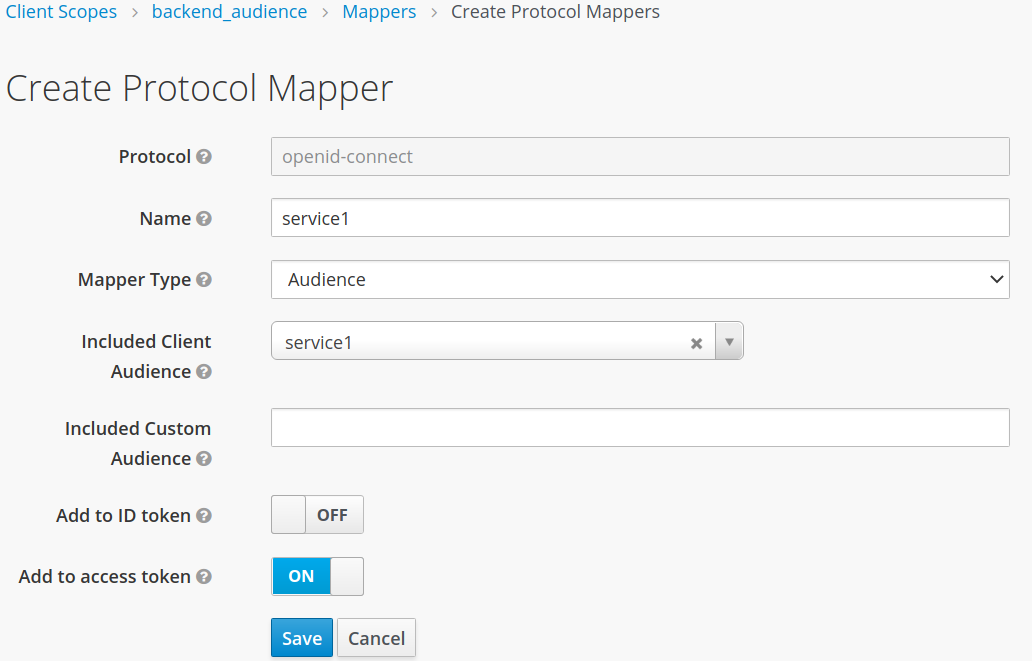 Client Scopes > backend_audience > Mappers > Create Protocol Mappers
Create Protocol Mapper
Protocol openid-connect
Name service1
Mapper Type Audience
Included Client
Audience
service1
Included Custom
Audience
Add to ID token OFF
Add to access token ON
Save Cancel